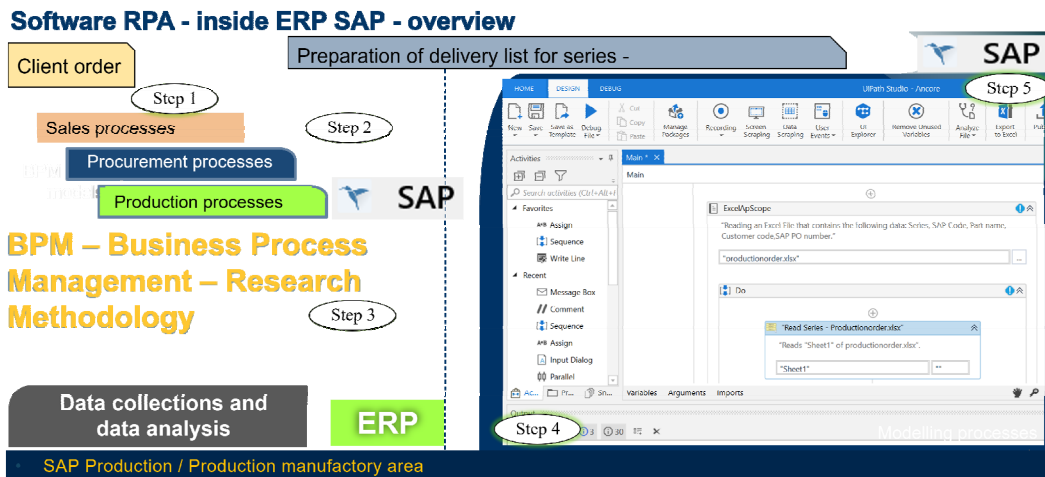 Software RPA - inside ERP SAP - overview
Client order
Preparation of delivery list for series -
SAP
Step 1
Step 2
Step 5
Sales processes
Procurement processes
Production processes
SAP
BPM – Business Process
Management – Research
Methodology
Step 3
Data collections and
data analysis
ERP
Step 4
HOME
DESIGN
DEBUG
UiPath Studio - Ancore
New
Save
Save as
Template
Debug
File
Cut
Copy
Paste
Manage
Packages
Recording
Screen
Scraping
Data
Scraping
User
Events
UI
Explorer
Remove Unused
Variables
Analyze
File
Export
to Excel
Activities
Main *
Main
Search activities (Ctrl+Alt+F
Favorites
Assign
Sequence
Write Line
Recent
Message Box
Comment
Sequence
Assign
Input Dialog
Parallel
ExcelApScope
"Reading an Excel File that contains the following data: Series, SAP Code, Part name,
Customer code,SAP PO number."
"productionorder.xlsx"
...
Do
"Read Series - Productionorder.xlsx"
"Reads "Sheet1" of productionorder.xlsx".
"Sheet1"
""
Ac...
Pr...
Sn...
Variables
Arguments
Imports
Output
3
30
Modelling processes
SAP Production / Production manufactory area